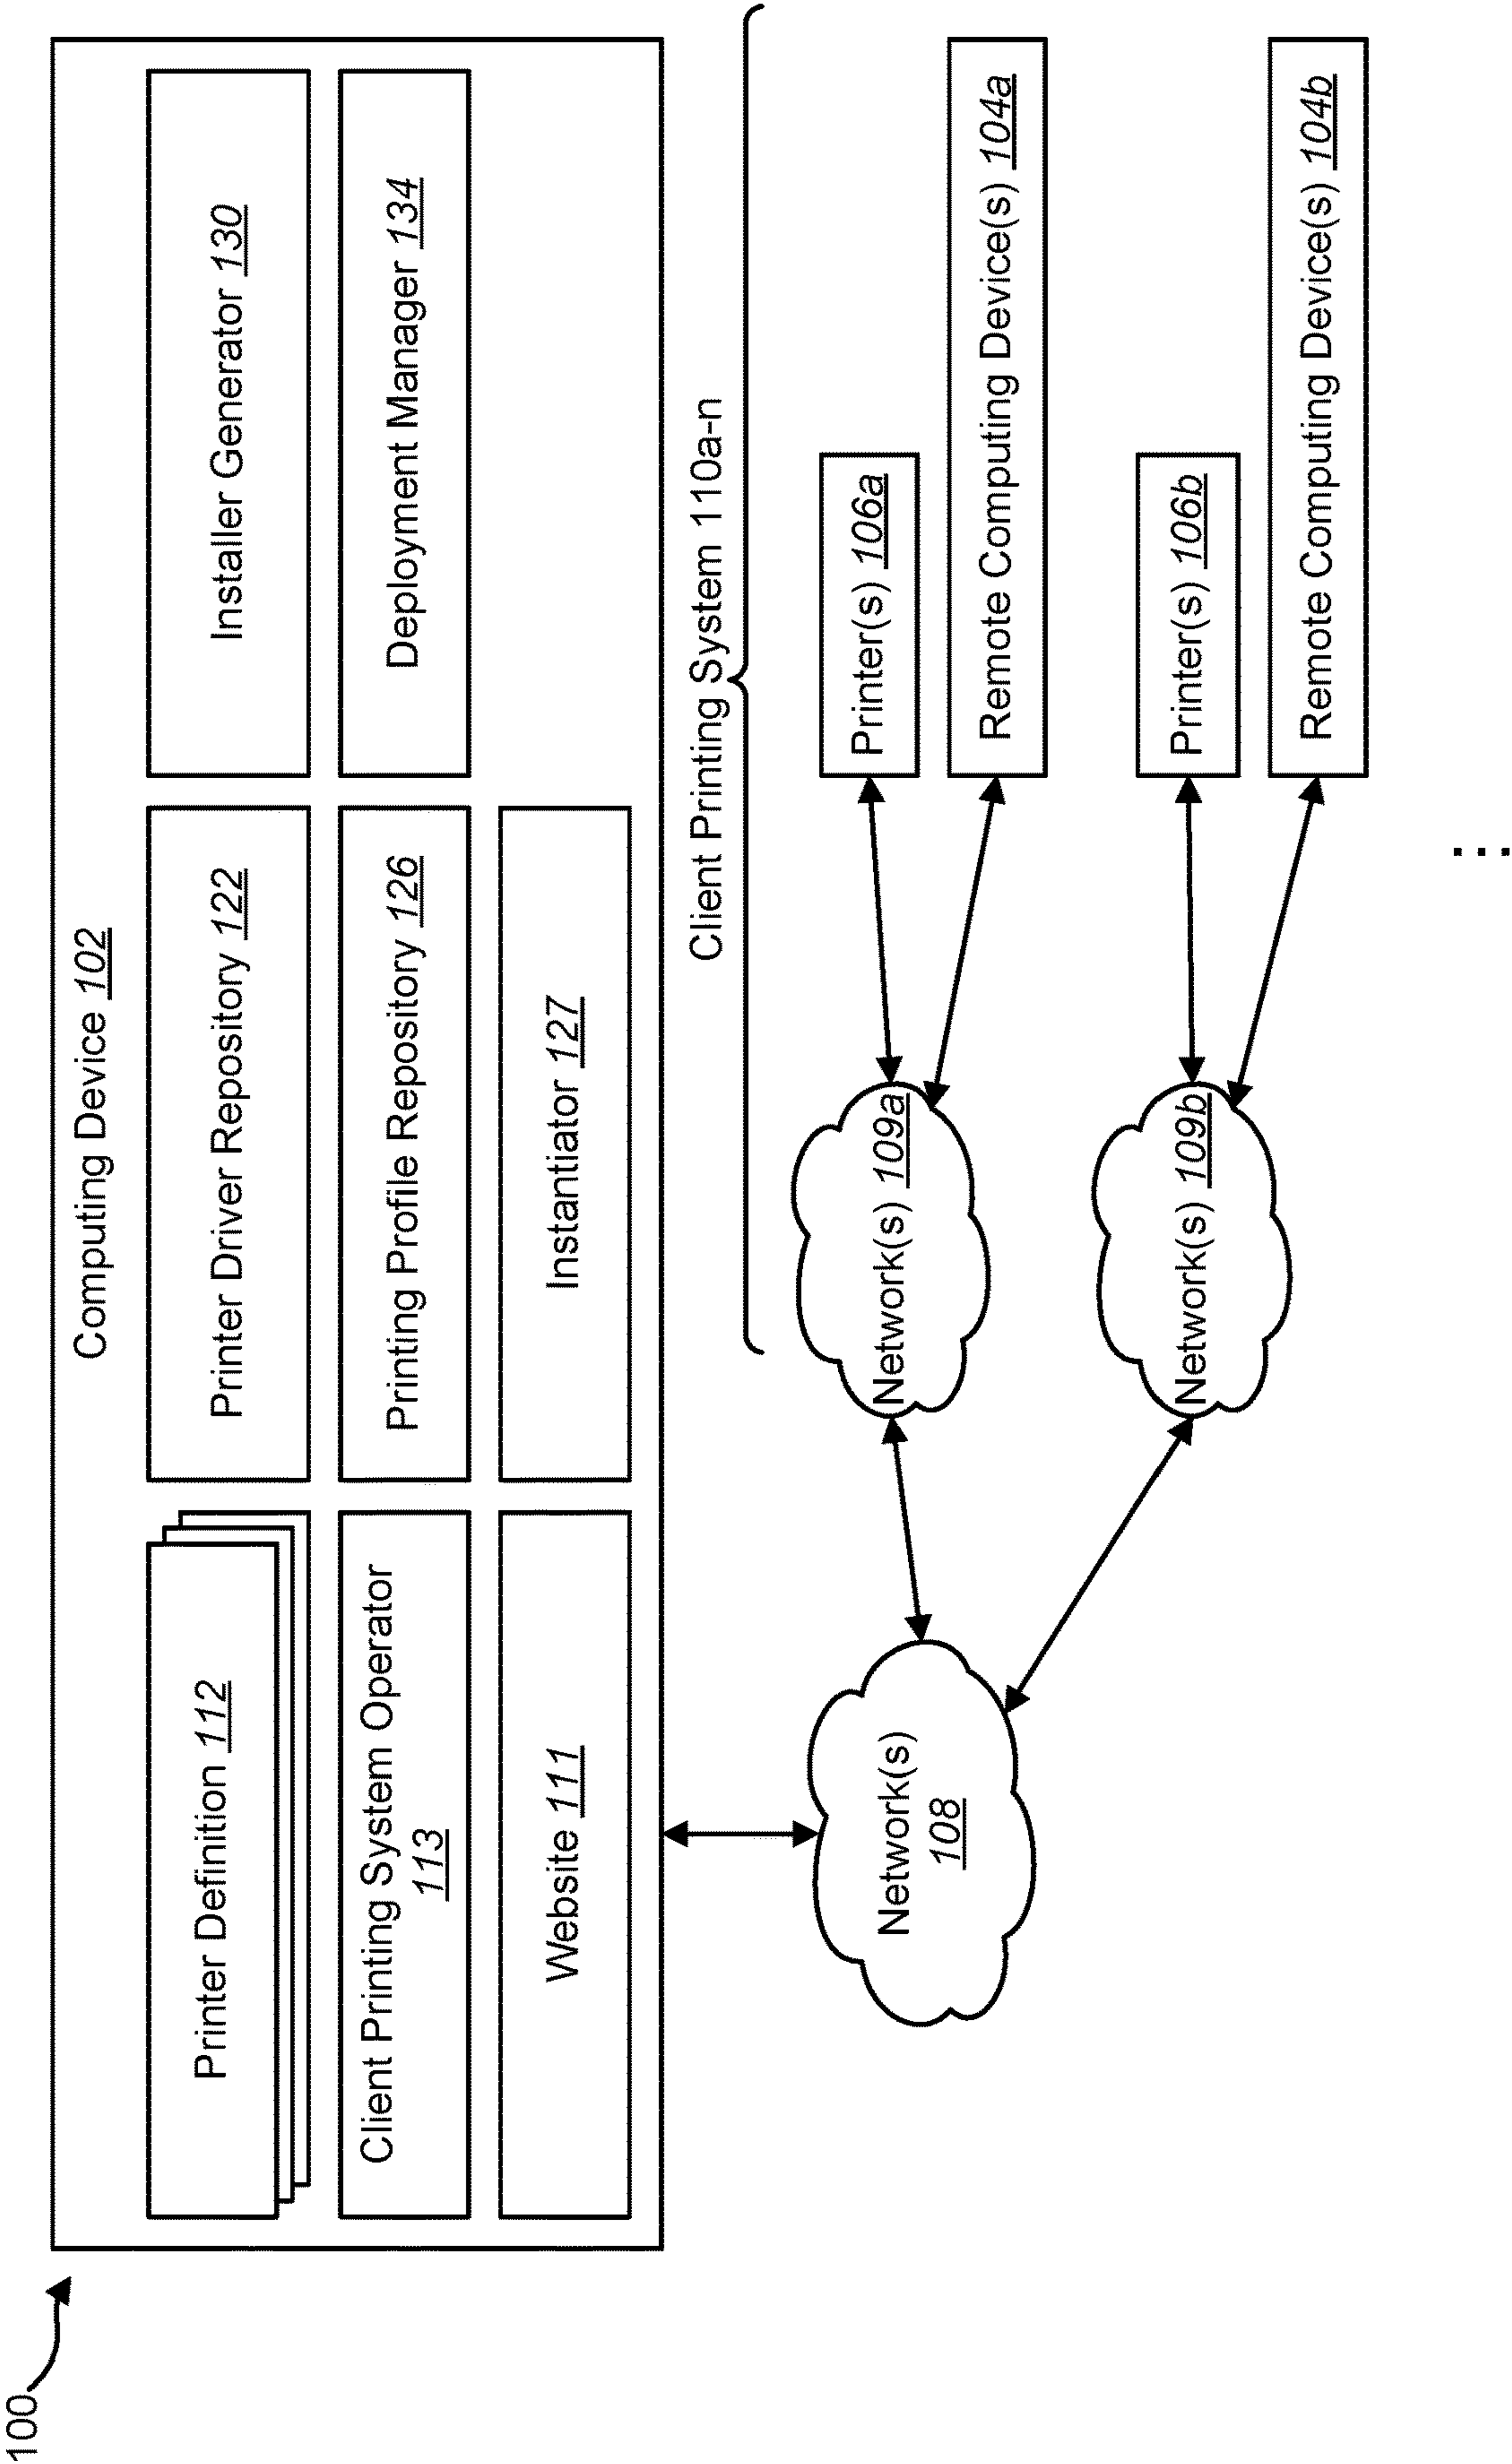 100
Computing Device 102
Printer Definition 112
Printer Driver Repository 122
Installer Generator 130
Client Printing System Operator
113
Printing Profile Repository 126
Deployment Manager 134
Website 111
Instantiator 127
Client Printing System 110a-n
Network(s)
108
Network(s) 109a
Printer(s) 106a
Remote Computing Device(s) 104a
Network(s) 109b
Printer(s) 106b
Remote Computing Device(s) 104b
...